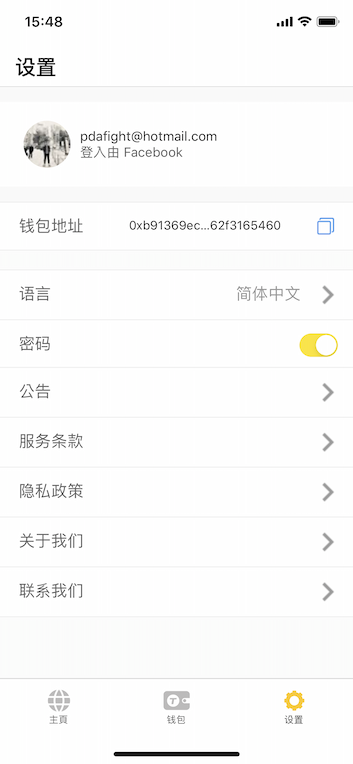 15:48
设置
pdafight@hotmail.com
登入由 Facebook
钱包地址 0xb91369ec...62f3165460
语言 简体中文
密码
公告
服务条款
隐私政策
关于我们
联系我们
主頁 钱包 设置